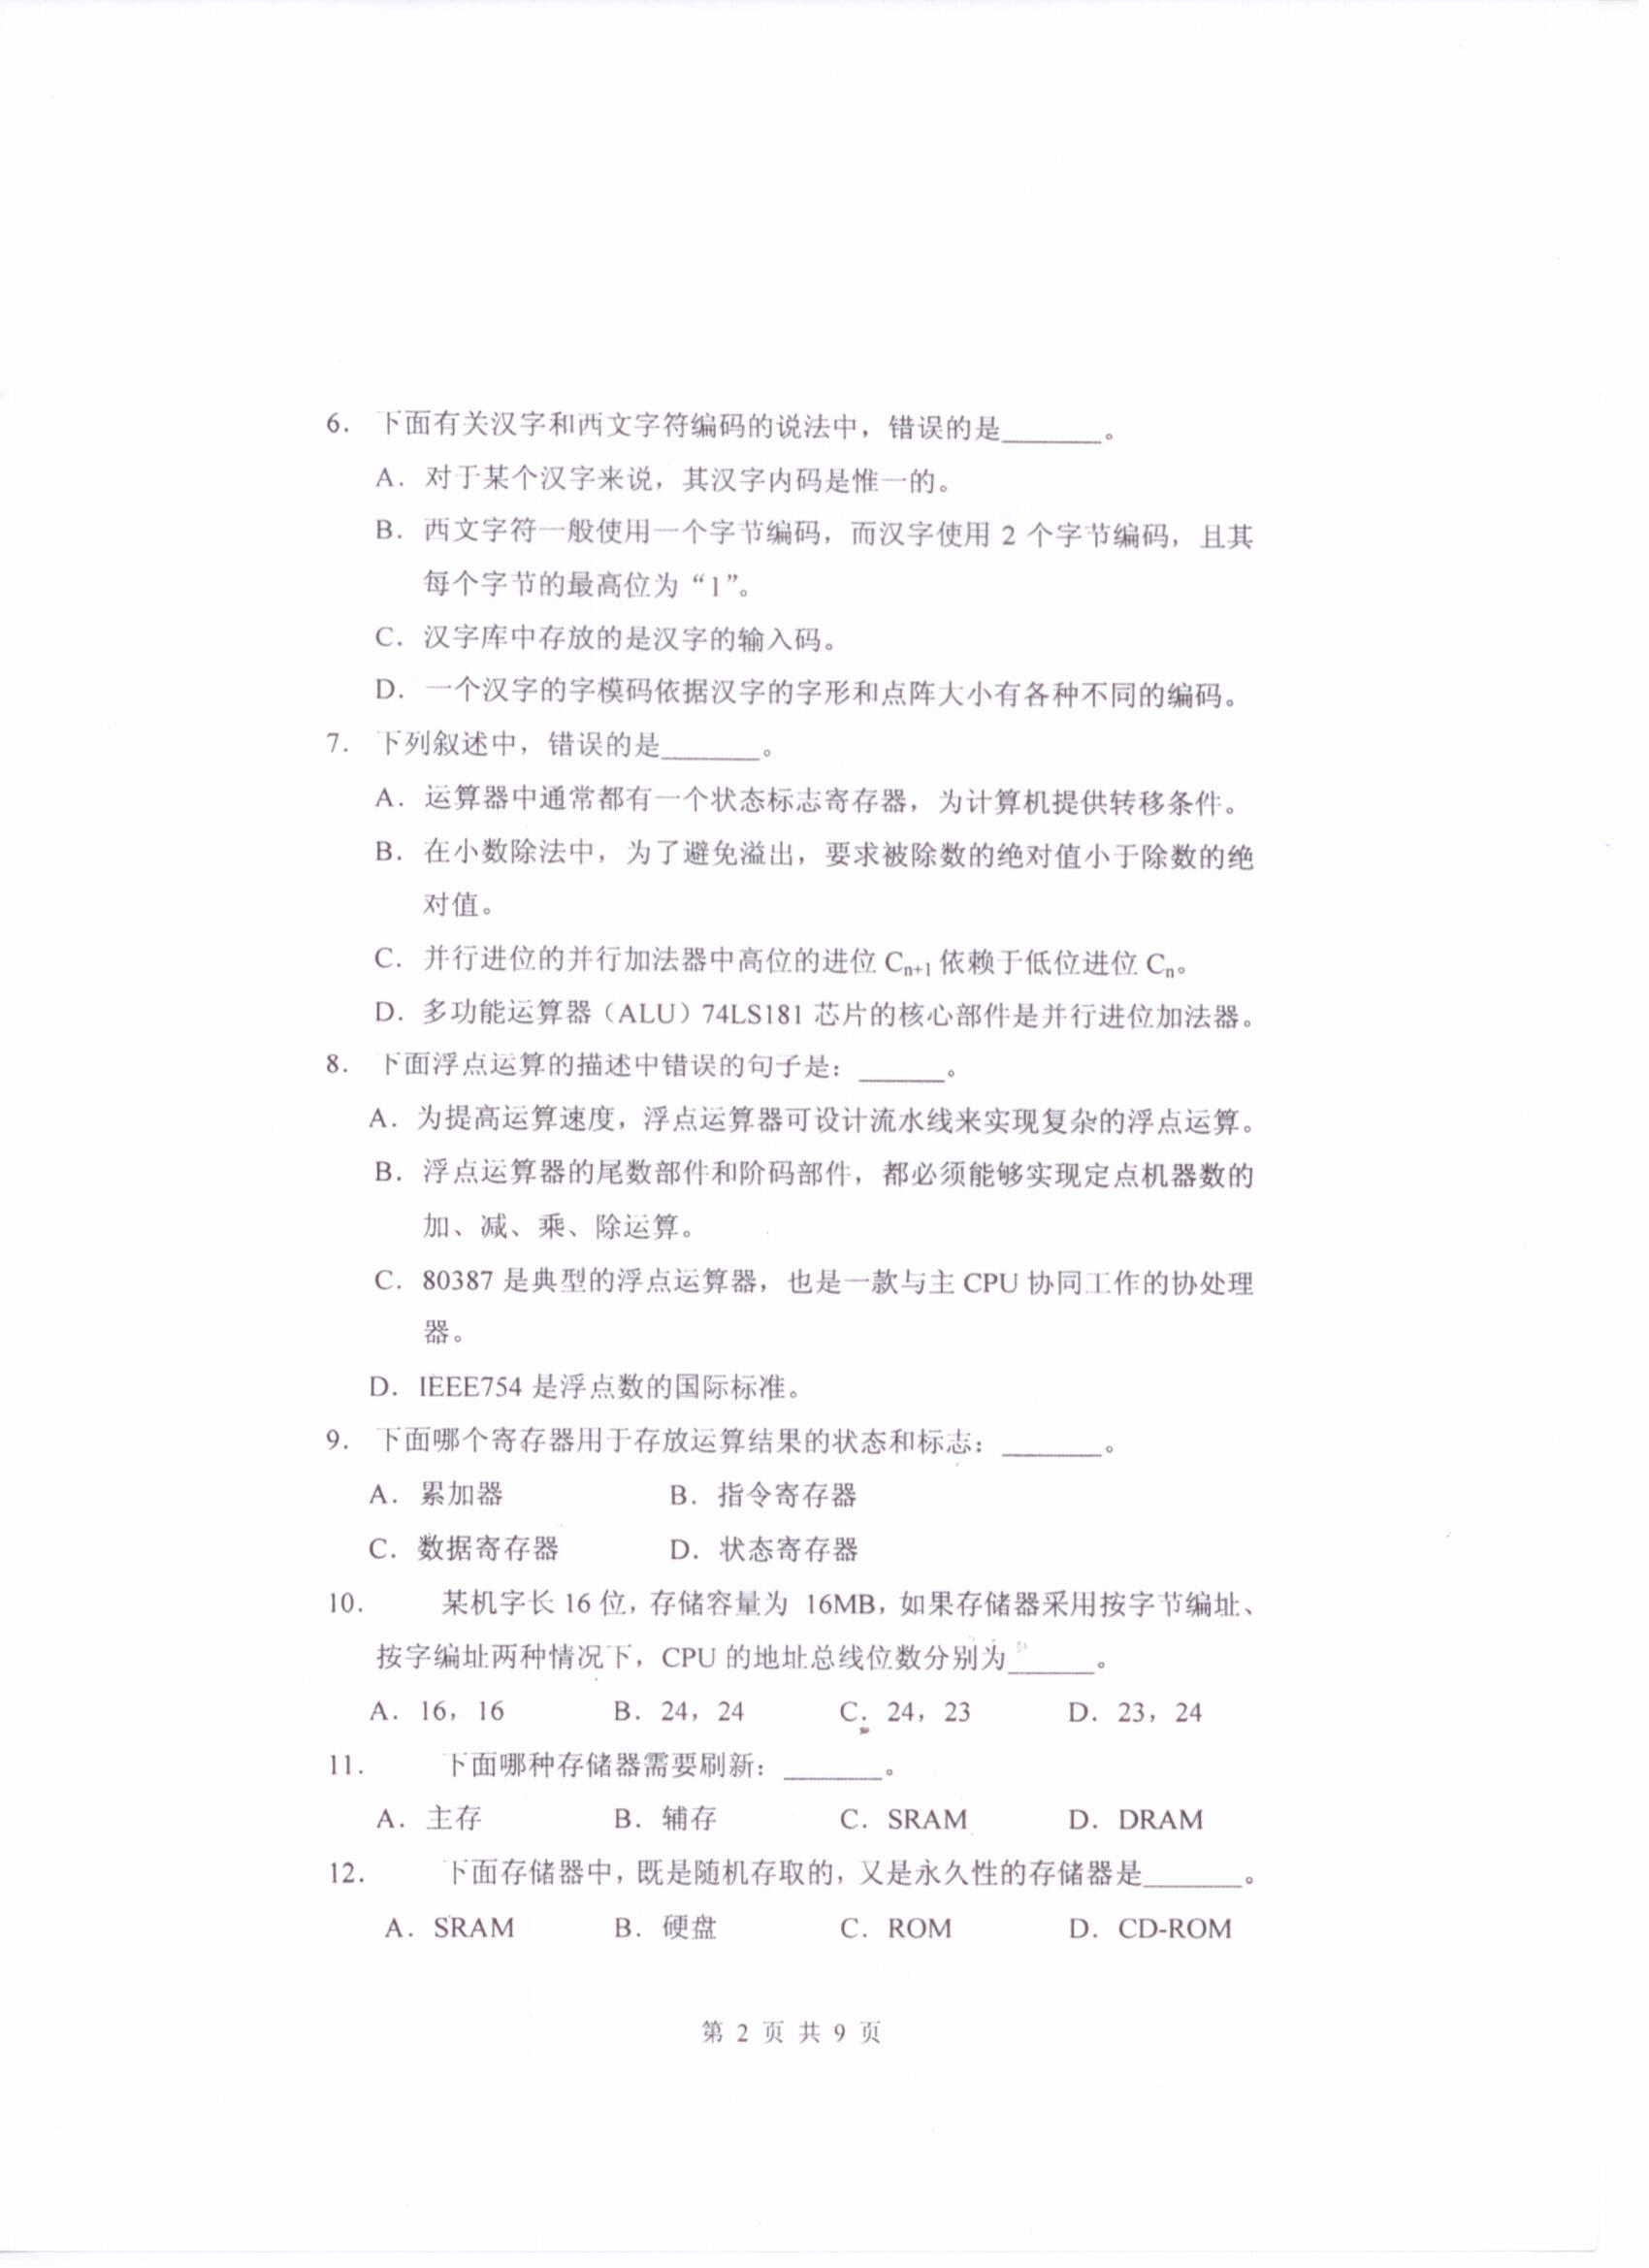 6. 下面有关汉字和西文字符编码的说法中，错误的是_______。
A. 对于某个汉字来说，其汉字内码是惟一的。
B. 西文字符一般使用一个字节编码，而汉字使用 2 个字节编码，且其
每个字节的最高位为“1”。
C. 汉字库中存放的是汉字的输入码。
D. 一个汉字的字模码依据汉字的字形和点阵大小有各种不同的编码。
7. 下列叙述中，错误的是_______。
A. 运算器中通常都有一个状态标志寄存器，为计算机提供转移条件。
B. 在小数除法中，为了避免溢出，要求被除数的绝对值小于除数的绝
对值。
C. 并行进位的并行加法器中高位的进位 Cn+1 依赖于低位进位 Cn。
D. 多功能运算器（ALU）74LS181 芯片的核心部件是并行进位加法器。
8. 下面浮点运算的描述中错误的句子是：______。
A. 为提高运算速度，浮点运算器可设计流水线来实现复杂的浮点运算。
B. 浮点运算器的尾数部件和阶码部件，都必须能够实现定点机器数的
加、减、乘、除运算。
C. 80387 是典型的浮点运算器，也是一款与主 CPU 协同工作的协处理
器。
D. IEEE754 是浮点数的国际标准。
9. 下面哪个寄存器用于存放运算结果的状态和标志：_______。
A. 累加器 B. 指令寄存器
C. 数据寄存器 D. 状态寄存器
10. 某机字长 16 位，存储容量为 16MB，如果存储器采用按字节编址、
按字编址两种情况下，CPU 的地址总线位数分别为______。
A. 16，16 B. 24，24 C. 24，23 D. 23，24
11. 下面哪种存储器需要刷新：_______。
A. 主存 B. 辅存 C. SRAM D. DRAM
12. 下面存储器中，既是随机存取的，又是永久性的存储器是_______。
A. SRAM B. 硬盘 C. ROM D. CD-ROM
第 2 页 共 9 页